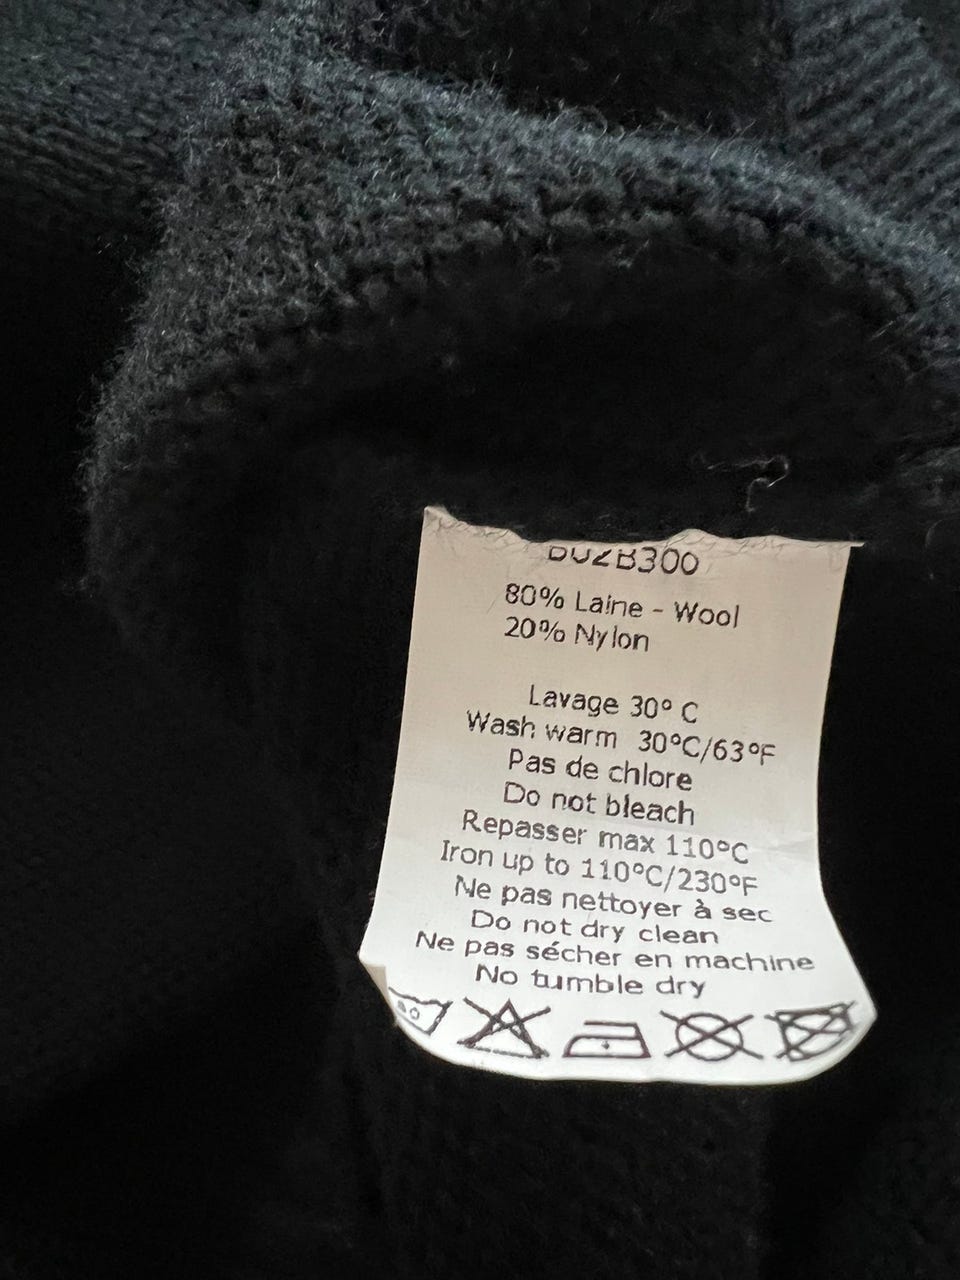 80% Laine - Wool
20% Nylon
Lavage 30° C
Wash warm 30°C/63°F
Pas de chlore
Do not bleach
Repasser max 110°C
Iron up to 110°C/230°F
Ne pas nettoyer à sec
Do not dry clean
Ne pas sécher en machine
No tumble dry